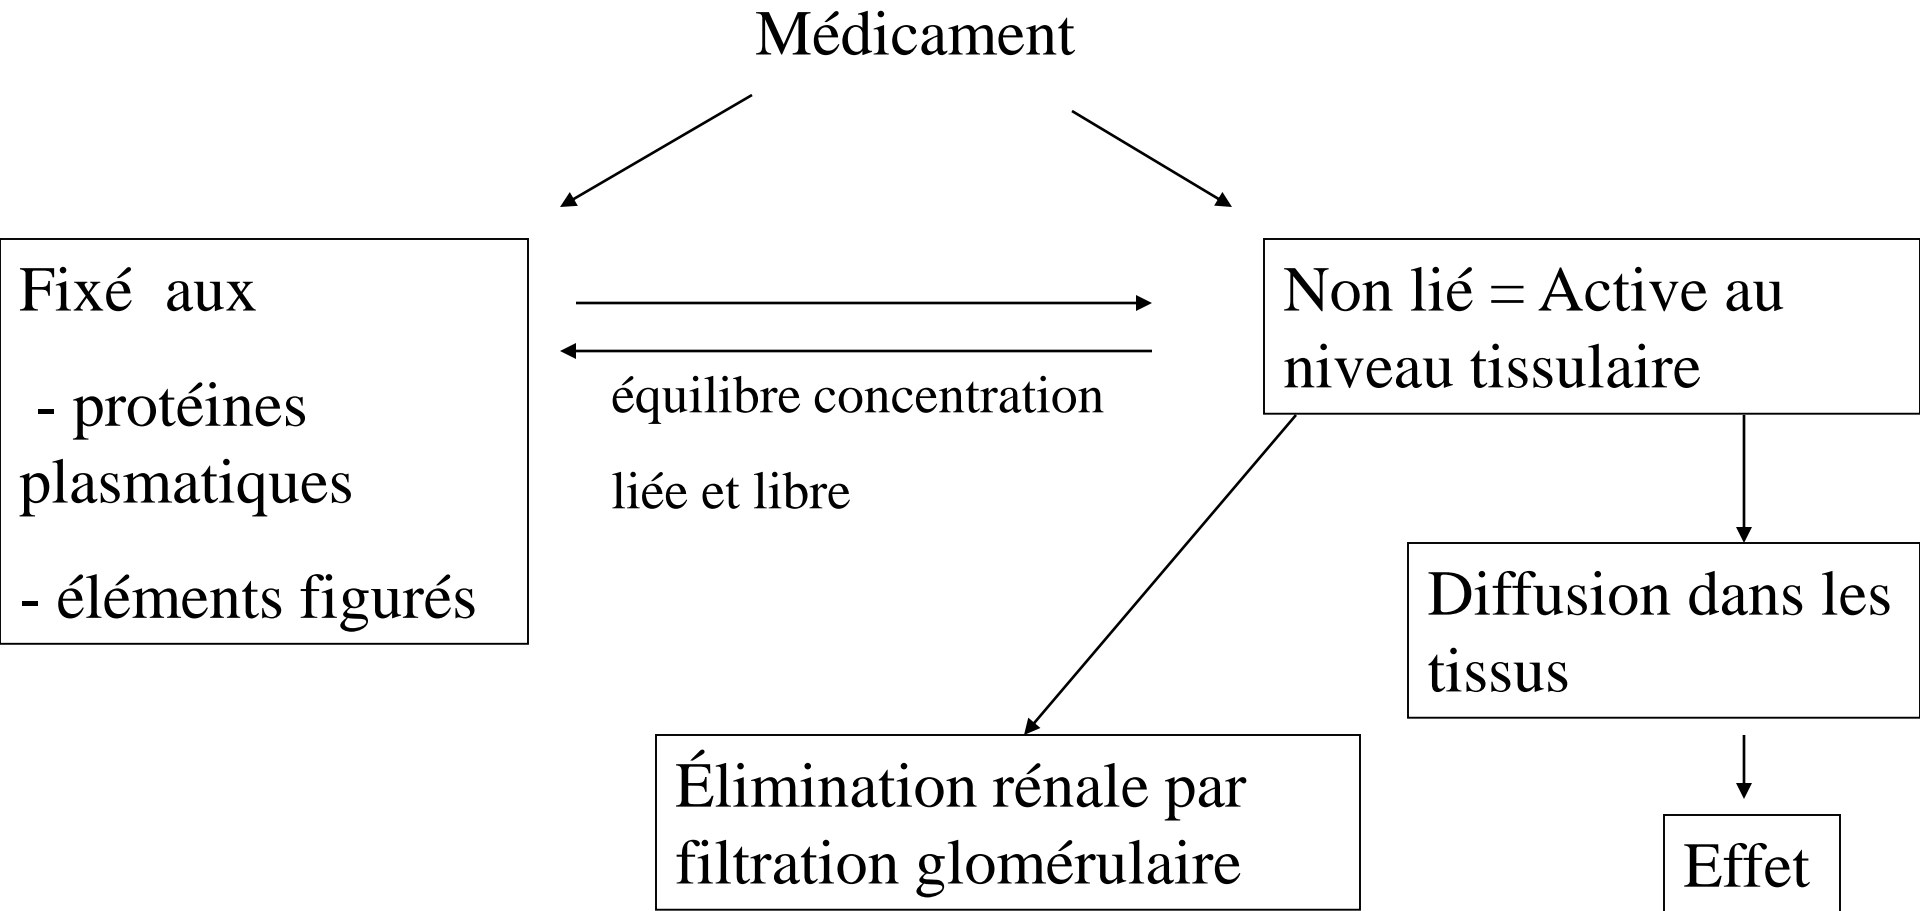 Médicament
Fixé aux
- protéines
plasmatiques
- éléments figurés
équilibre concentration
liée et libre
Non lié = Active au
niveau tissulaire
Diffusion dans les
tissus
Élimination rénale par
filtration glomérulaire
Effet